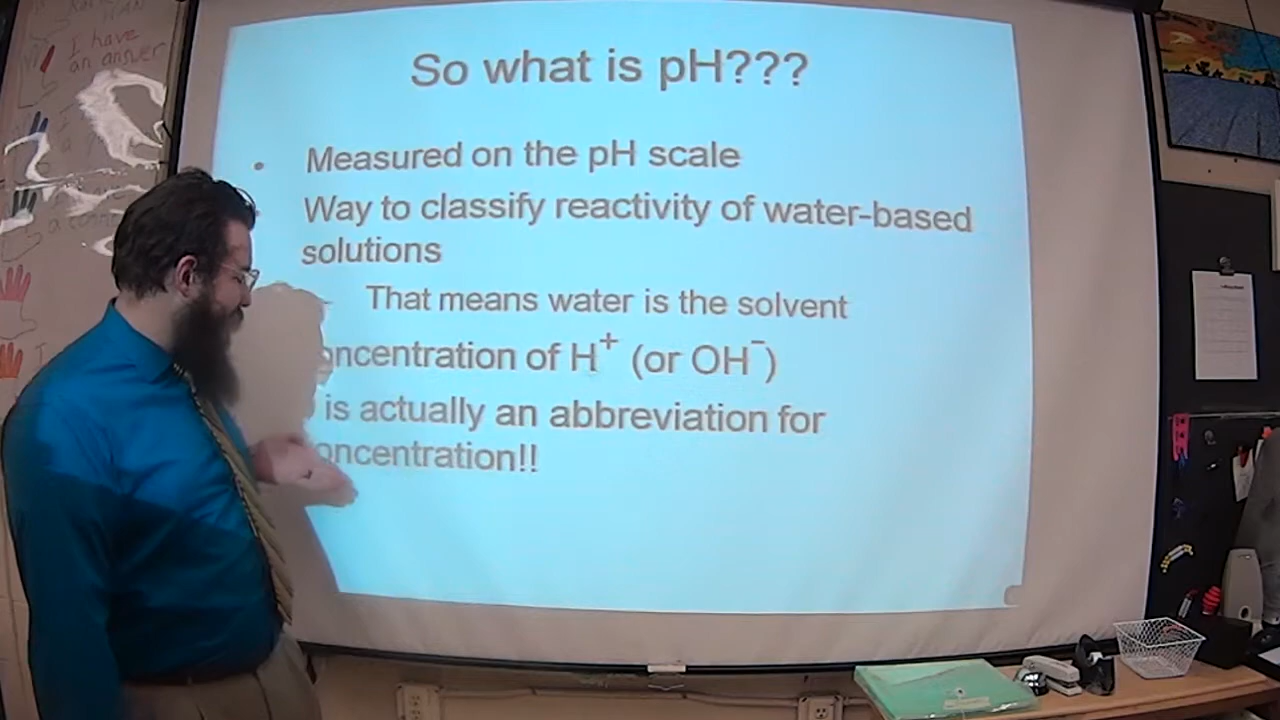 I have
an answer
So what is pH???
• Measured on the pH scale
Way to classify reactivity of water-based
solutions
That means water is the solvent
oncentration of H⁺ (or OH⁻)
is actually an abbreviation for
oncentration!!